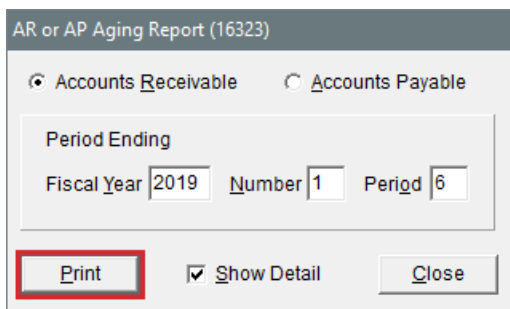 AR or AP Aging Report (16323)
Accounts Receivable Accounts Payable
Period Ending
Fiscal Year 2019 Number 1 Period 6
Print Show Detail Close